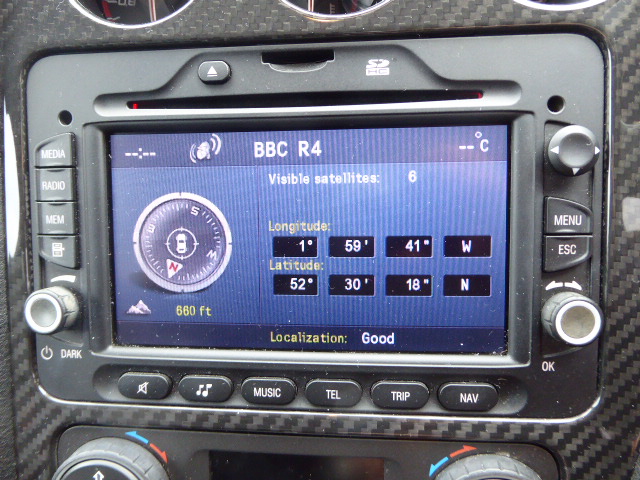 SD HC
MEDIA
RADIO
MEM
DARK
--:--
BBC R4
-- °C
Visible satellites: 6
S
W
N
660 ft
Longitude:
1° 59' 41" W
Latitude:
52° 30' 18" N
Localization: Good
MENU
ESC
OK
MUSIC
TEL
TRIP
NAV